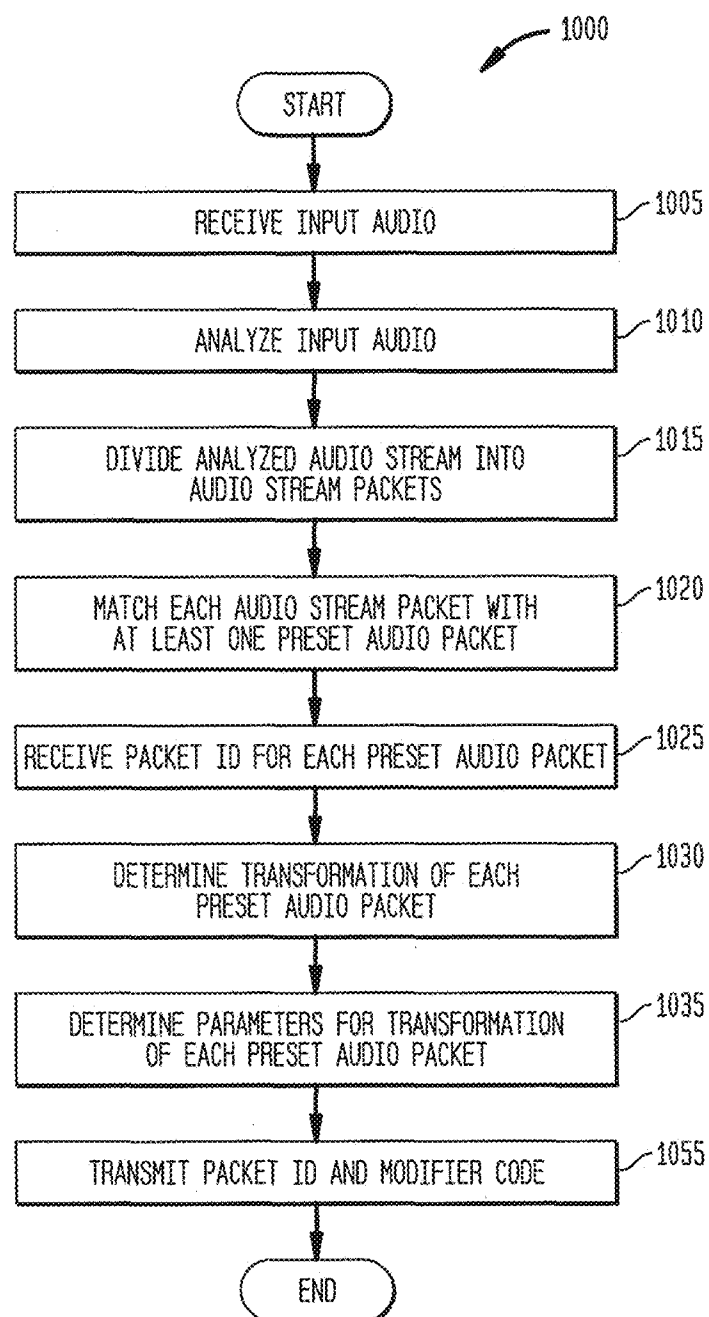 1000
START
RECEIVE INPUT AUDIO
1005
ANALYZE INPUT AUDIO
1010
DIVIDE ANALYZED AUDIO STREAM INTO
AUDIO STREAM PACKETS
1015
MATCH EACH AUDIO STREAM PACKET WITH
AT LEAST ONE PRESET AUDIO PACKET
1020
RECEIVE PACKET ID FOR EACH PRESET AUDIO PACKET
1025
DETERMINE TRANSFORMATION OF EACH
PRESET AUDIO PACKET
1030
DETERMINE PARAMETERS FOR TRANSFORMATION
OF EACH PRESET AUDIO PACKET
1035
TRANSMIT PACKET ID AND MODIFIER CODE
1055
END